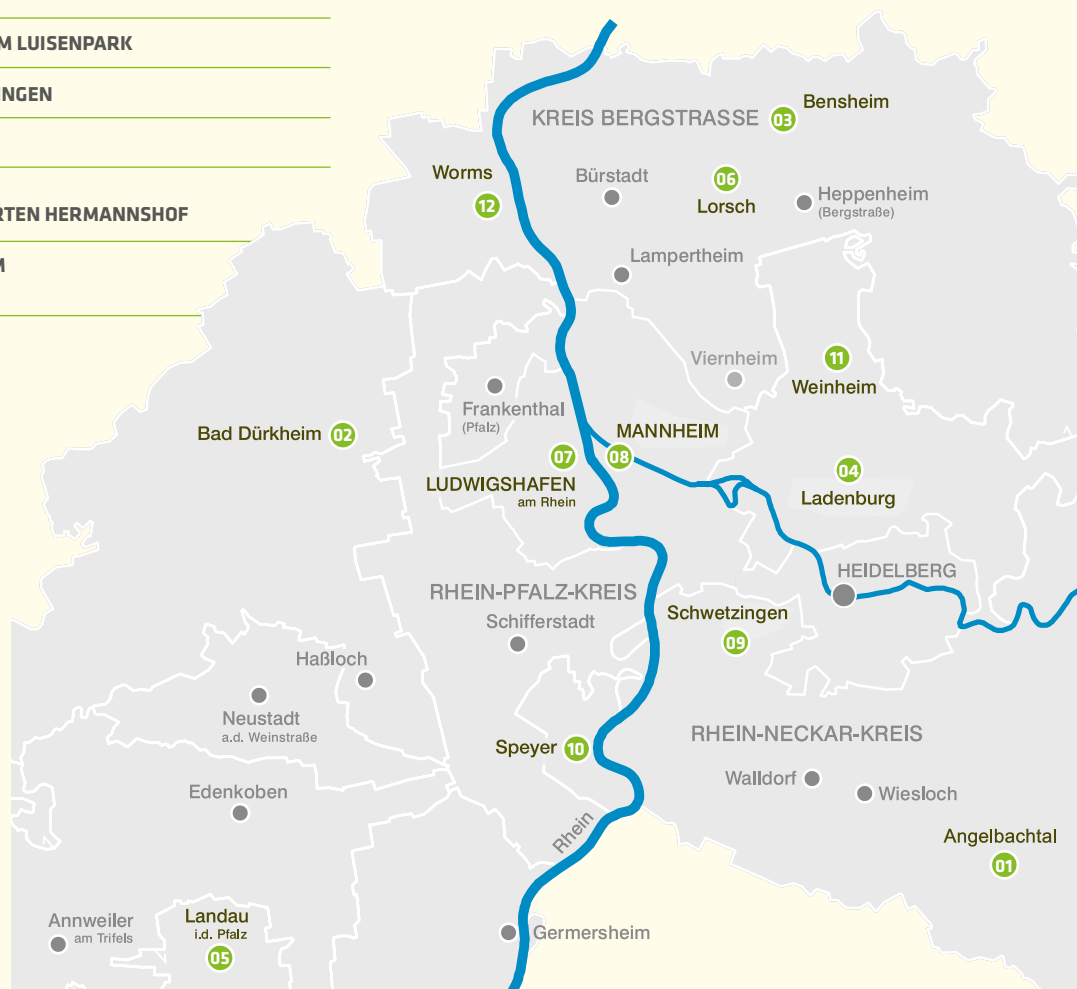 M LUISENPARK
INGEN
RTEN HERMANNSHOF
M
KREIS BERGSTRASSE
03
Bensheim
Worms
12
Bürstadt
06
Lorsch
Heppenheim
(Bergstraße)
Lampertheim
Viernheim
11
Weinheim
Frankenthal
(Pfalz)
Bad Dürkheim
02
07
LUDWIGSHAFEN
am Rhein
MANNHEIM
08
04
Ladenburg
HEIDELBERG
RHEIN-PFALZ-KREIS
Schifferstadt
Schwetzingen
09
Haßloch
Neustadt
a.d. Weinstraße
Speyer
10
RHEIN-NECKAR-KREIS
Walldorf
Wiesloch
Edenkoben
Rhein
Angelbachtal
01
Annweiler
am Trifels
Landau
i.d. Pfalz
05
Germersheim